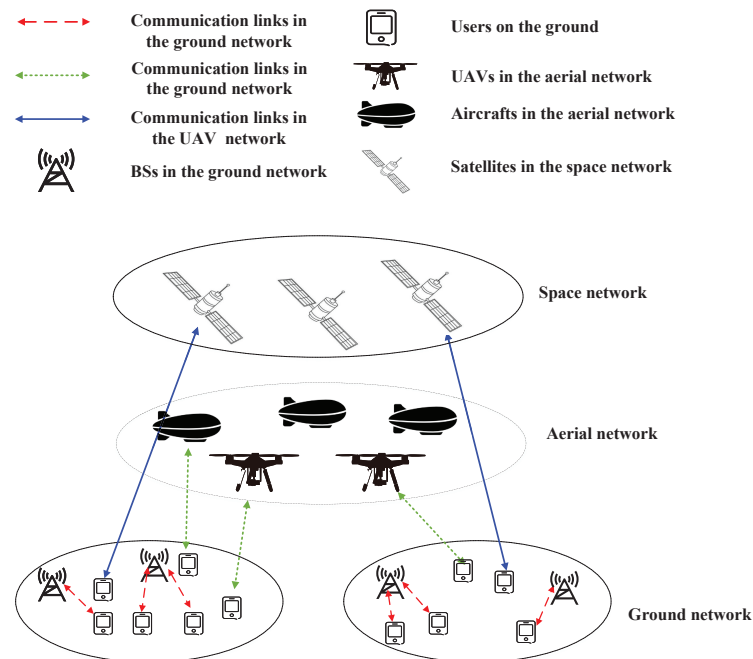 Communication links in
the ground network
Communication links in
the ground network
Communication links in
the UAV network
BSs in the ground network
Users on the ground
UAVs in the aerial network
Aircrafts in the aerial network
Satellites in the space network
Space network
Aerial network
Ground network